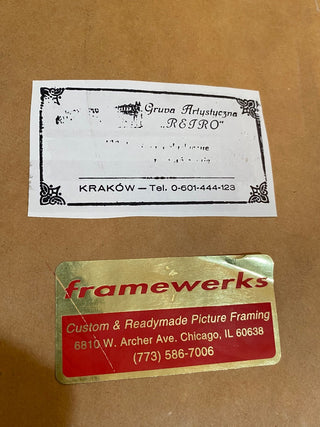 Grupa Artystyczna
„RETRO"
KRAKÓW — Tel. 0-601-444-123
framewerks
Custom & Readymade Picture Framing
6810 W. Archer Ave. Chicago, IL 60638
(773) 586-7006